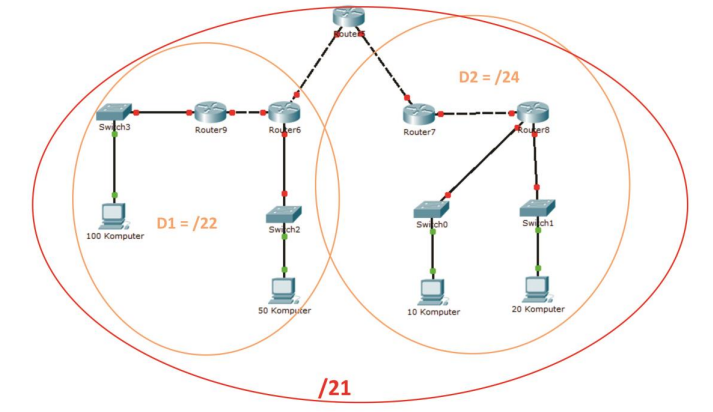 Router5
D2 = /24
Switch3
Router9
Router6
Router7
Router8
100 Komputer
D1 = /22
Switch2
Switch0
Switch1
50 Komputer
10 Komputer
20 Komputer
/21